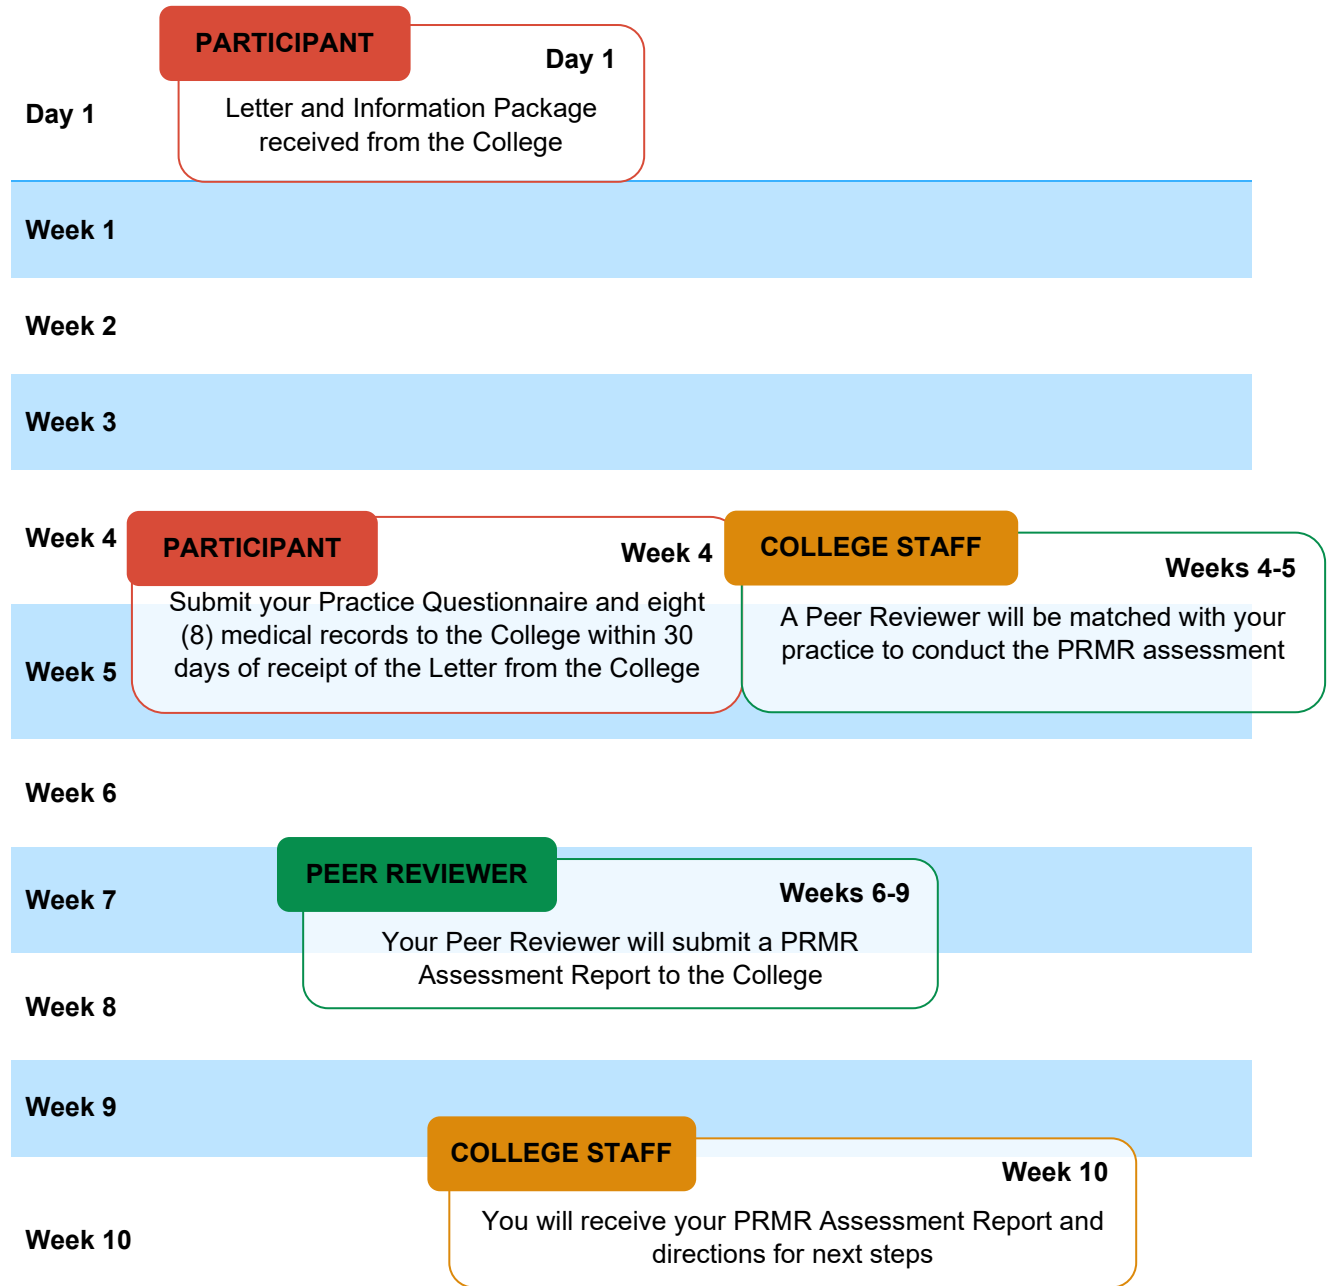 PARTICIPANT
Day 1
Day 1
Letter and Information Package
received from the College
Week 1
Week 2
Week 3
Week 4
PARTICIPANT
Week 4
Submit your Practice Questionnaire and eight
(8) medical records to the College within 30
days of receipt of the Letter from the College
COLLEGE STAFF
Weeks 4-5
A Peer Reviewer will be matched with your
practice to conduct the PRMR assessment
Week 5
Week 6
PEER REVIEWER
Weeks 6-9
Week 7
Your Peer Reviewer will submit a PRMR
Assessment Report to the College
Week 8
Week 9
COLLEGE STAFF
Week 10
You will receive your PRMR Assessment Report and
directions for next steps
Week 10